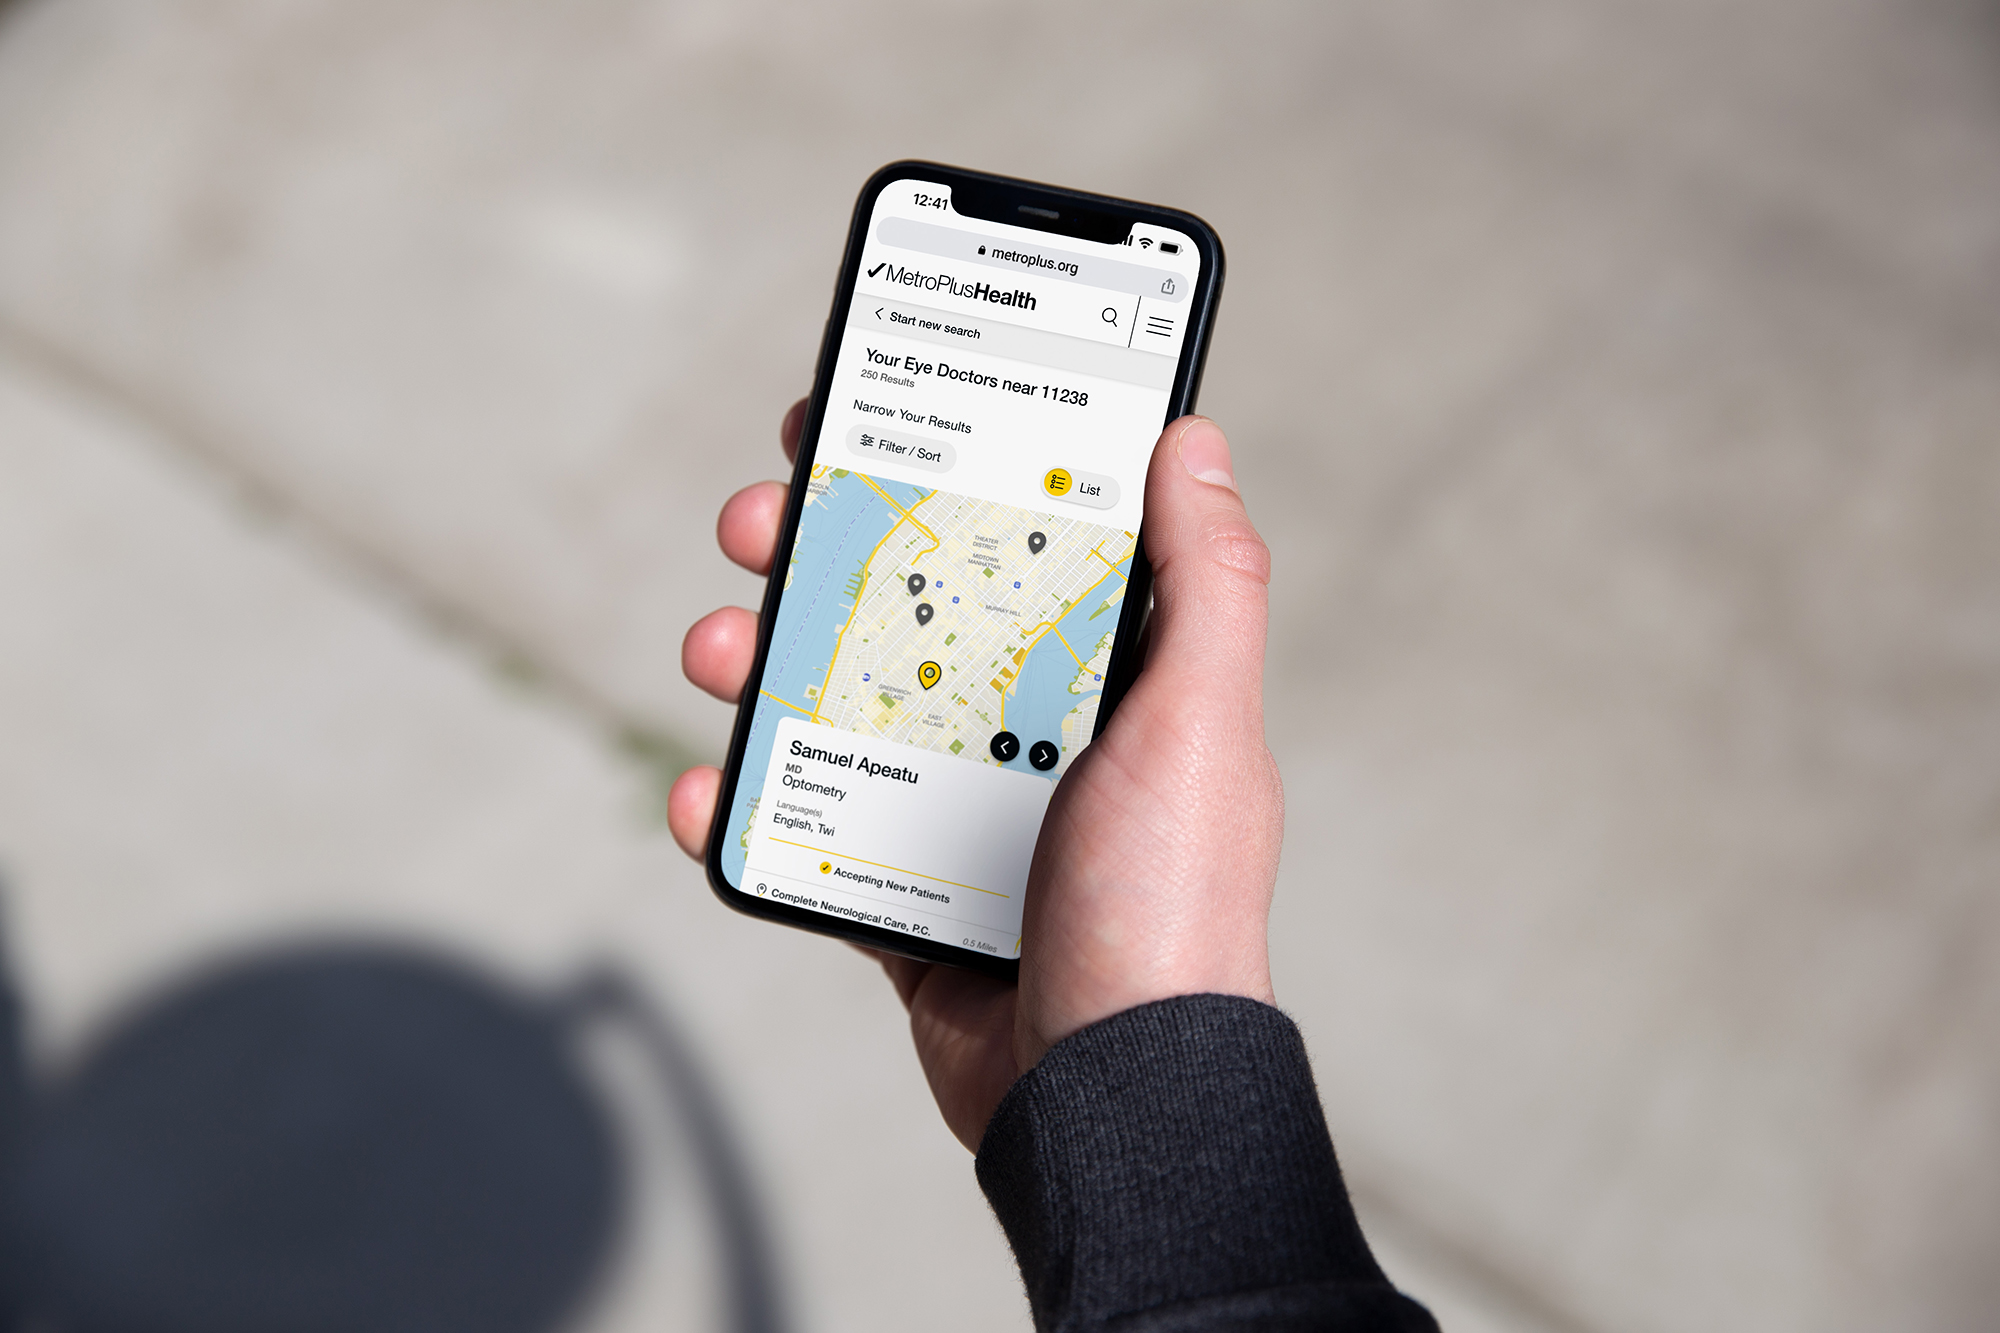 12:41
metroplus.org
MetroPlusHealth
Start new search
Your Eye Doctors near 11238
250 Results
Narrow Your Results
Filter / Sort
List
THEATER
DISTRICT
MIDTOWN
MANHATTAN
MURRAY HILL
GREENWICH
VILLAGE
EAST
VILLAGE
Samuel Apeatu
MD
Optometry
Language(s)
English, Twi
Accepting New Patients
Complete Neurological Care, P.C.
0.5 Miles